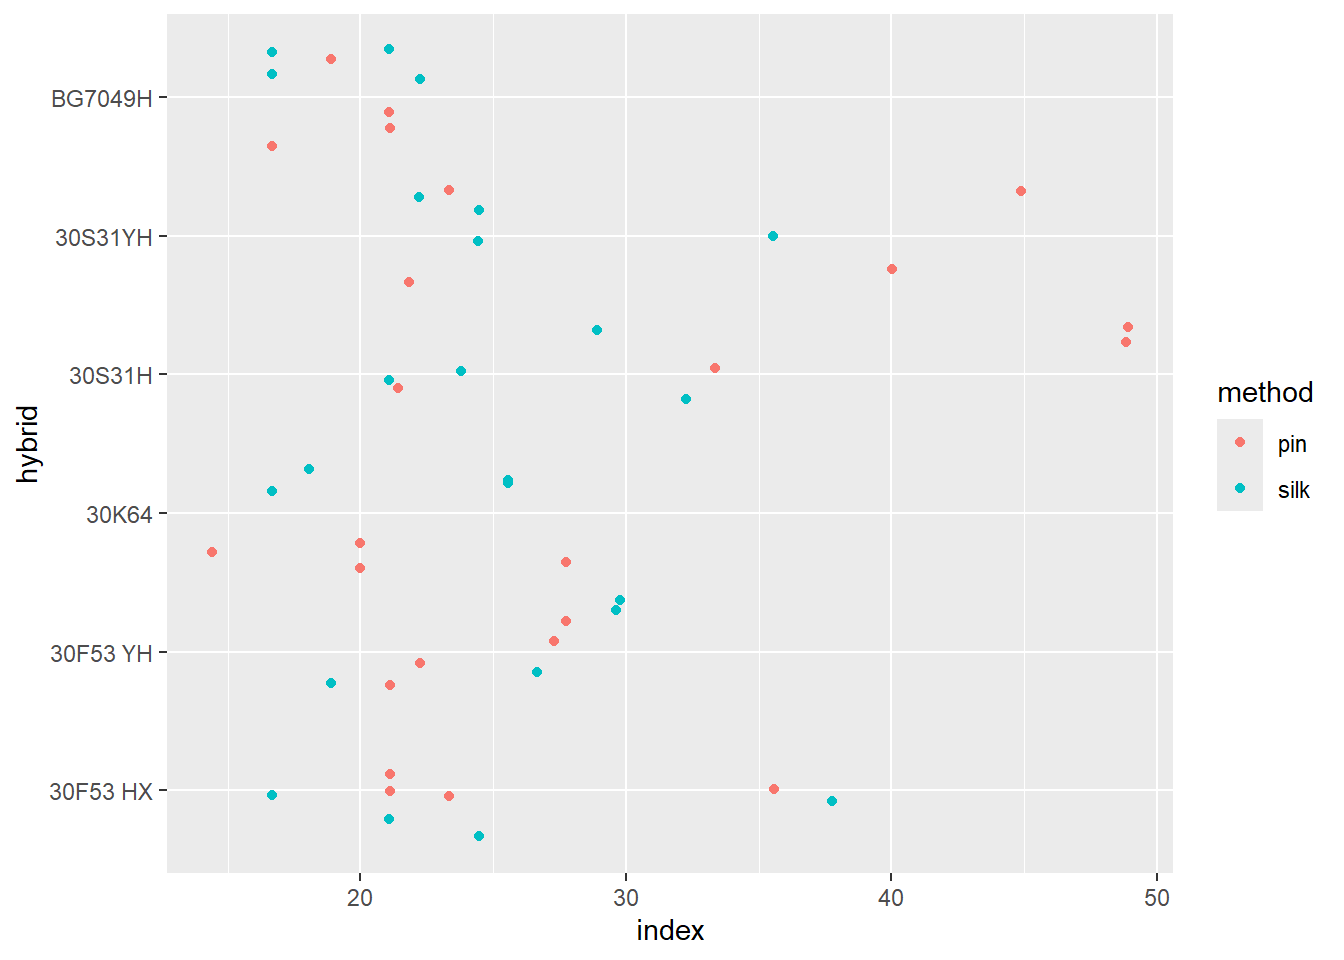 BG7049H
30S31YH
30S31H
30K64
30F53 YH
30F53 HX
hybrid
20
30
40
50
index
method
pin
silk